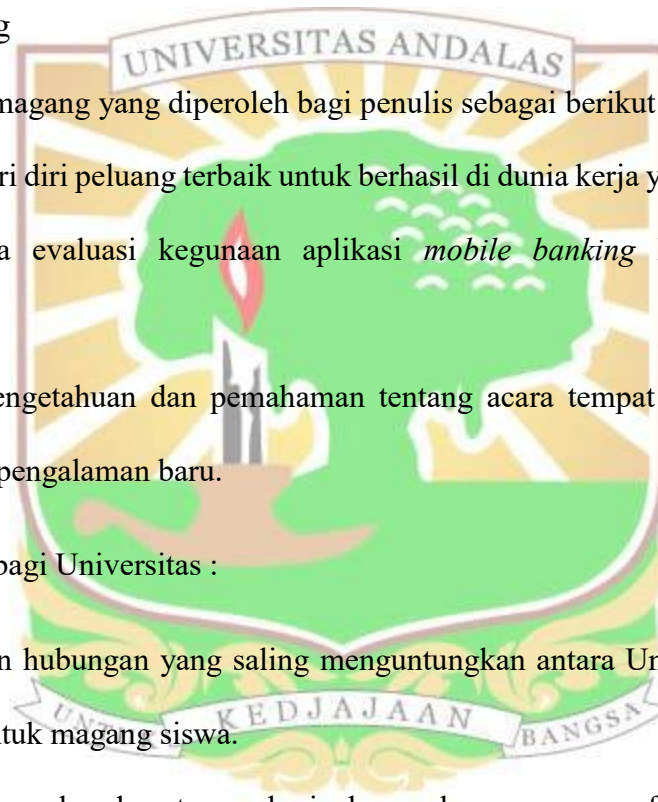 UNIVERSITAS ANDALAS
magang yang diperoleh bagi penulis sebagai berikut
ri diri peluang terbaik untuk berhasil di dunia kerja y
a evaluasi kegunaan aplikasi mobile banking
engetahuan dan pemahaman tentang acara tempat
pengalaman baru.
bagi Universitas :
n hubungan yang saling menguntungkan antara Un
tuk magang siswa.
UNTUK KEDJAJAAN BANGSA